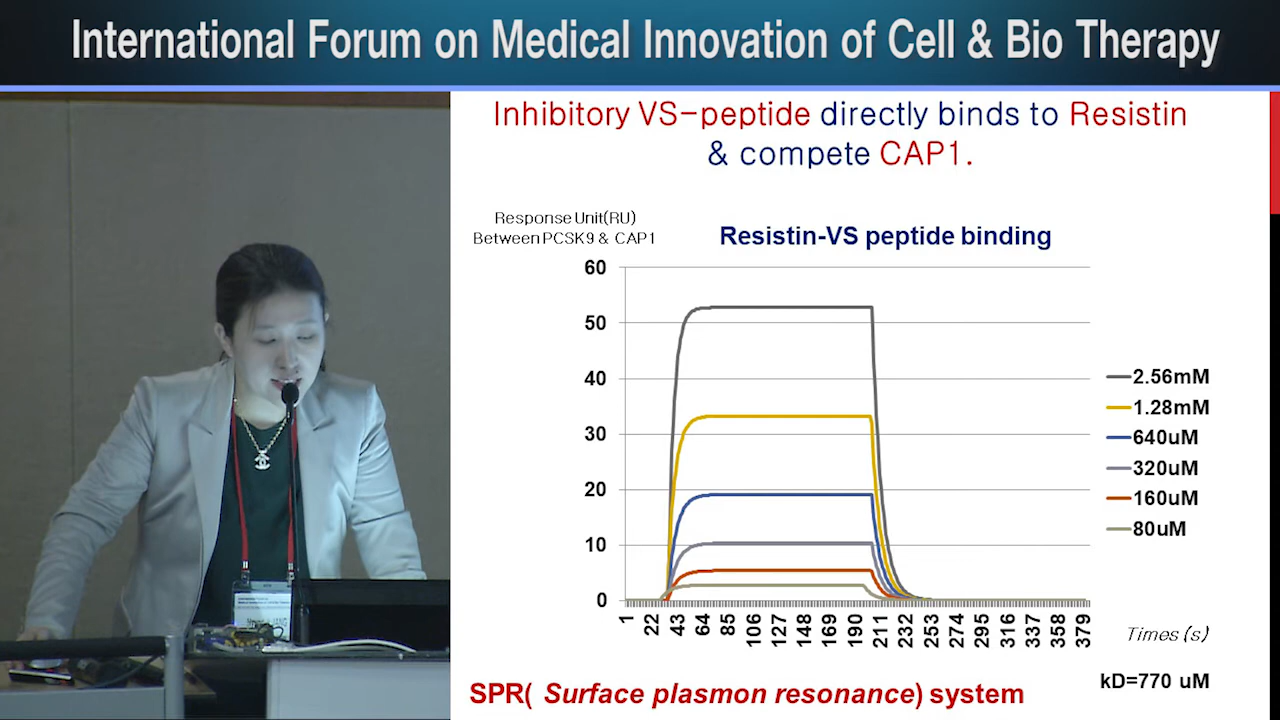 International Forum on Medical Innovation of Cell & Bio Therapy
Inhibitory VS-peptide directly binds to Resistin
& compete CAP1.
Response Unit(RU)
Between PCSK9 & CAP1
Resistin-VS peptide binding
60
50
40
30
20
10
0
1 22 43 64 85 106 127 148 169 190 211 232 253 274 295 316 337 358 379
2.56mM
1.28mM
640uM
320uM
160uM
80uM
Times (s)
kD=770 uM
SPR( Surface plasmon resonance) system